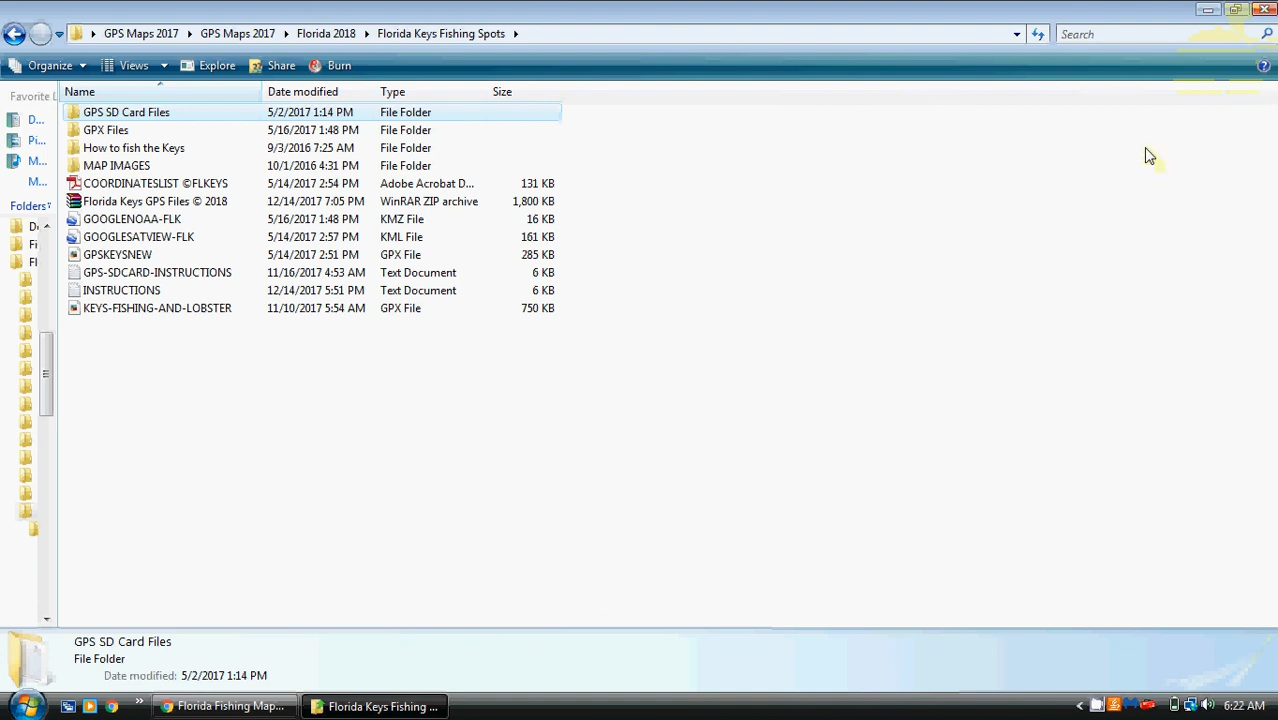 GPS Maps 2017 GPS Maps 2017 Florida 2018 Florida Keys Fishing Spots Search
Organize Views Explore Share Burn
Favorite L Name Date modified Type Size
D... GPS SD Card Files 5/2/2017 1:14 PM File Folder
GPX Files 5/16/2017 1:48 PM File Folder
Pi... How to fish the Keys 9/3/2016 7:25 AM File Folder
M... MAP IMAGES 10/1/2016 4:31 PM File Folder
M... COORDINATESLIST ©FLKEYS 5/14/2017 2:54 PM Adobe Acrobat D... 131 KB
Folders Florida Keys GPS Files © 2018 12/14/2017 7:05 PM WinRAR ZIP archive 1,800 KB
GOOGLENOAA-FLK 5/16/2017 1:48 PM KMZ File 16 KB
Fi GOOGLESATVIEW-FLK 5/14/2017 2:57 PM KML File 161 KB
GPSKEYSNEW 5/14/2017 2:51 PM GPX File 285 KB
GPS-SDCARD-INSTRUCTIONS 11/16/2017 4:53 AM Text Document 6 KB
INSTRUCTIONS 12/14/2017 5:51 PM Text Document 6 KB
KEYS-FISHING-AND-LOBSTER 11/10/2017 5:54 AM GPX File 750 KB
GPS SD Card Files
File Folder
Date modified: 5/2/2017 1:14 PM
Florida Fishing Map... Florida Keys Fishing ... 6:22 AM